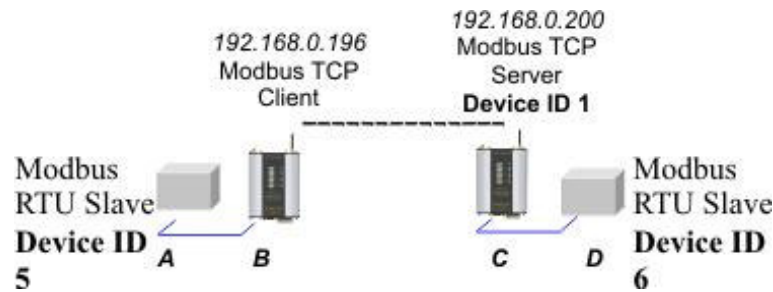 192.168.0.196
Modbus TCP
Client
192.168.0.200
Modbus TCP
Server
Device ID 1
Modbus
RTU Slave
Device ID
5
A
B
C
D
Modbus
RTU Slave
Device ID
6